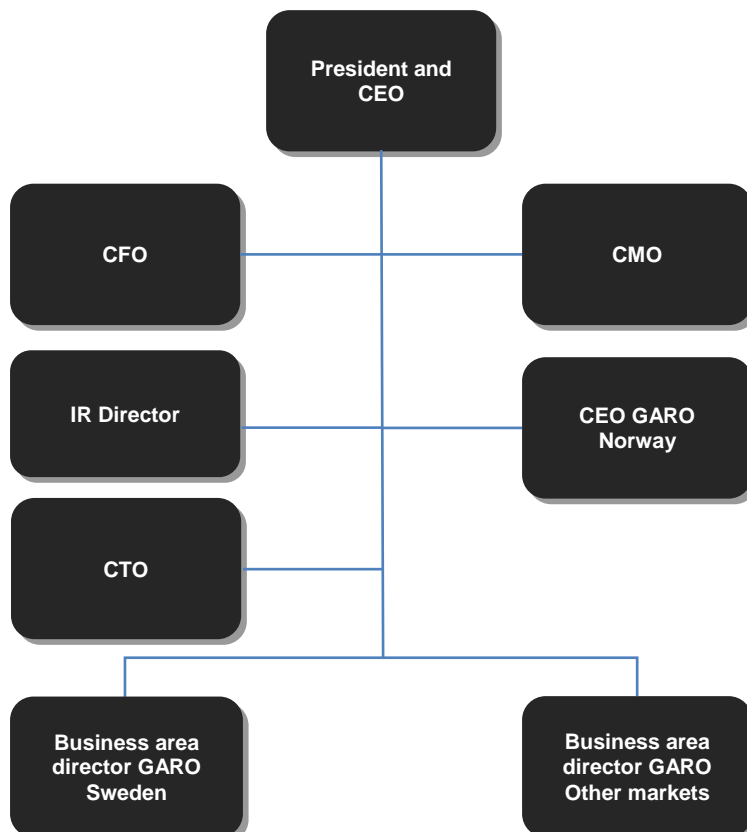 President and
CEO
CFO
CMO
IR Director
CEO GARO
Norway
CTO
Business area
director GARO
Sweden
Business area
director GARO
Other markets